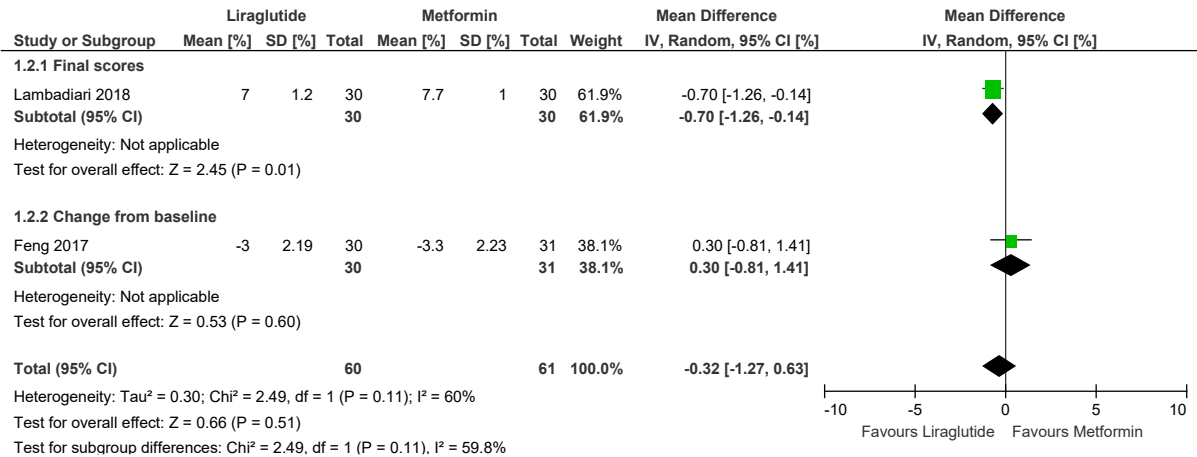 Liraglutide Metformin Mean Difference Mean Difference
Study or Subgroup Mean [%] SD [%] Total Mean [%] SD [%] Total Weight IV, Random, 95% CI [%] IV, Random, 95% CI [%]
1.2.1 Final scores
Lambadiari 2018 7 1.2 30 7.7 1 30 61.9% -0.70 [-1.26, -0.14]
Subtotal (95% CI) 30 30 61.9% -0.70 [-1.26, -0.14]
Heterogeneity: Not applicable
Test for overall effect: Z = 2.45 (P = 0.01)
1.2.2 Change from baseline
Feng 2017 -3 2.19 30 -3.3 2.23 31 38.1% 0.30 [-0.81, 1.41]
Subtotal (95% CI) 30 31 38.1% 0.30 [-0.81, 1.41]
Heterogeneity: Not applicable
Test for overall effect: Z = 0.53 (P = 0.60)
Total (95% CI) 60 61 100.0% -0.32 [-1.27, 0.63]
Heterogeneity: Tau² = 0.30; Chi² = 2.49, df = 1 (P = 0.11); I² = 60%
Test for overall effect: Z = 0.66 (P = 0.51)
Test for subgroup differences: Chi² = 2.49, df = 1 (P = 0.11), I² = 59.8%
-10 -5 0 5 10
Favours Liraglutide Favours Metformin